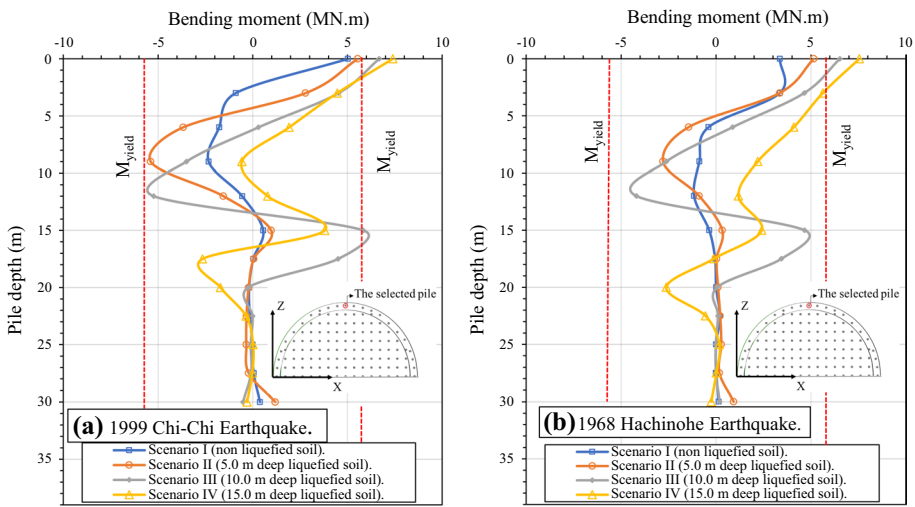 Bending moment (MN.m)
-10 -5 0 5 10
0
5
10
15
20
25
30
35
Pile depth (m)
M_yield
M_yield
The selected pile
Z
X
(a) 1999 Chi-Chi Earthquake.
Scenario I (non liquefied soil).
Scenario II (5.0 m deep liquefied soil).
Scenario III (10.0 m deep liquefied soil).
Scenario IV (15.0 m deep liquefied soil).
Bending moment (MN.m)
-10 -5 0 5 10
0
5
10
15
20
25
30
35
Pile depth (m)
M_yield
M_yield
The selected pile
Z
X
(b) 1968 Hachinohe Earthquake.
Scenario I (non liquefied soil).
Scenario II (5.0 m deep liquefied soil).
Scenario III (10.0 m deep liquefied soil).
Scenario IV (15.0 m deep liquefied soil).